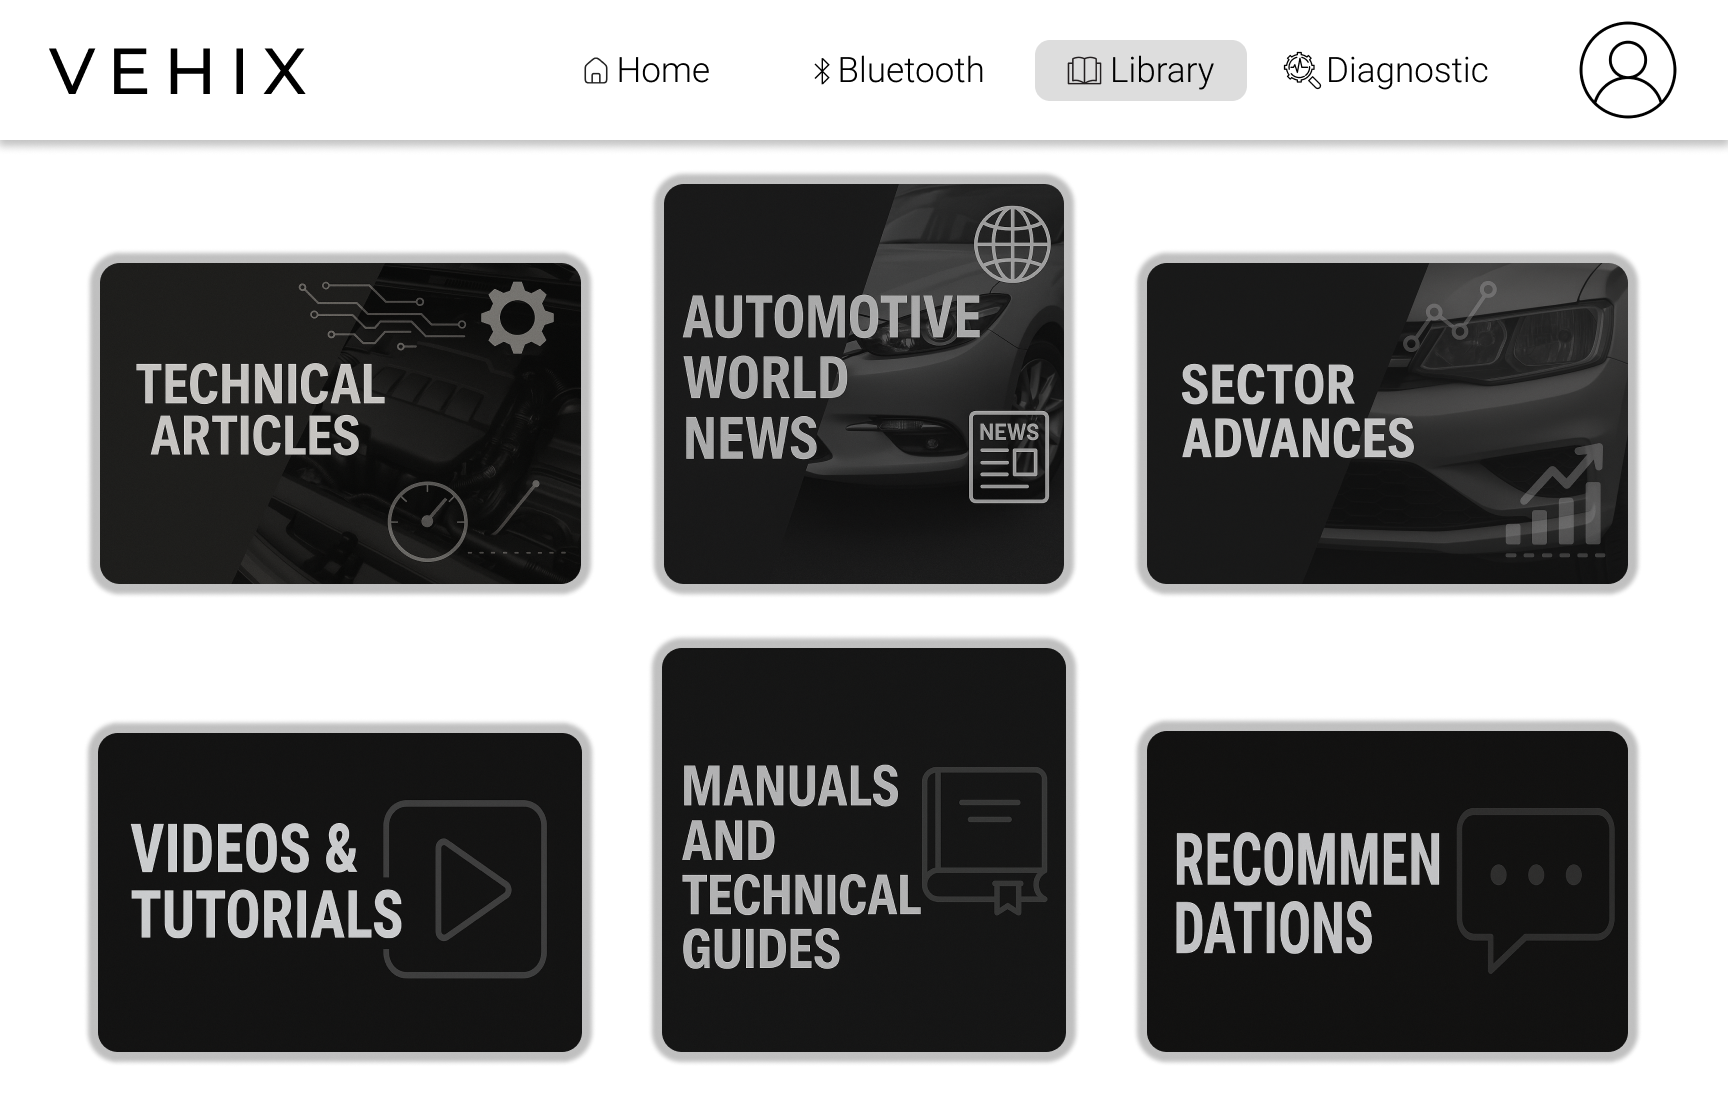 VEHIX
Home
Bluetooth
Library
Diagnostic
TECHNICAL
ARTICLES
AUTOMOTIVE
WORLD
NEWS
NEWS
SECTOR
ADVANCES
VIDEOS &
TUTORIALS
MANUALS
AND
TECHNICAL
GUIDES
RECOMMEN
DATIONS